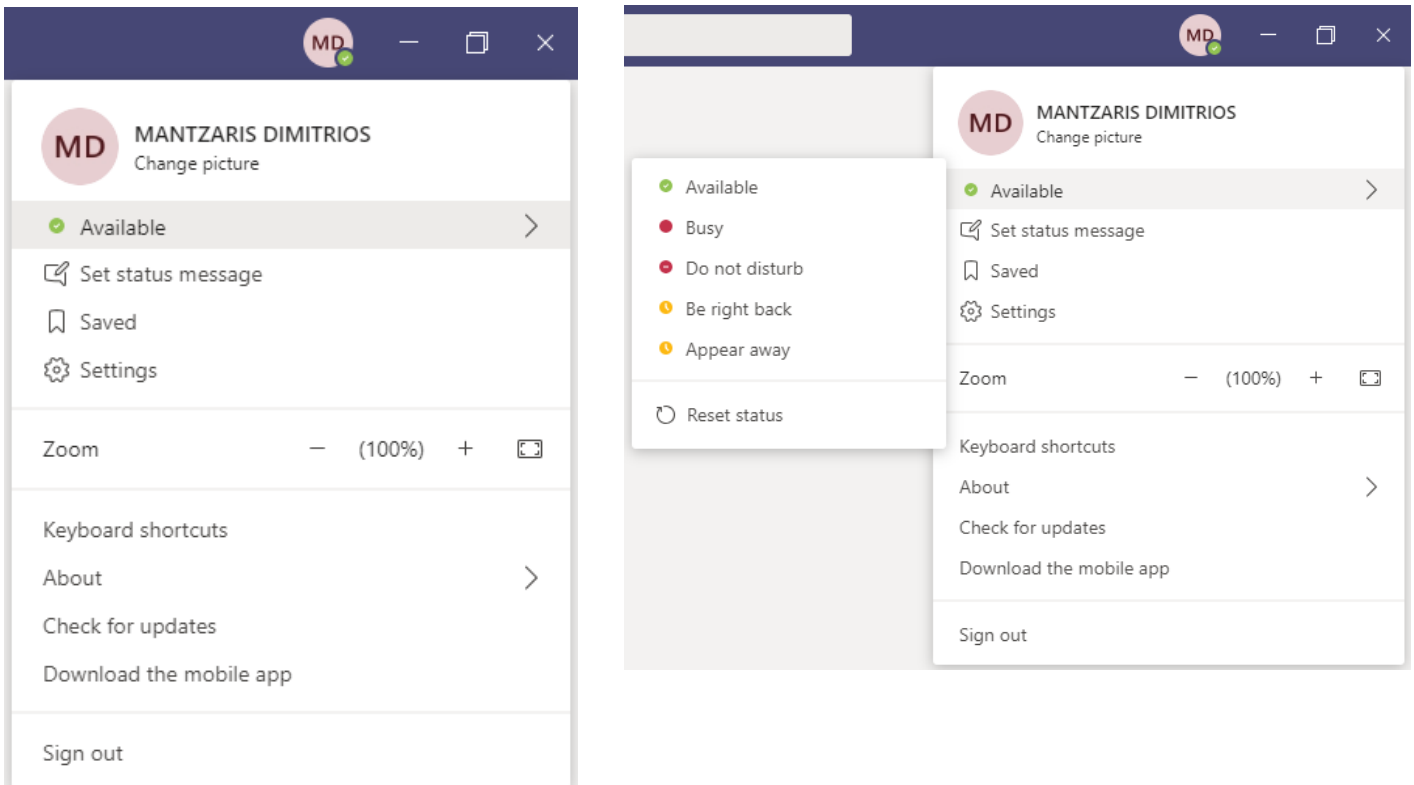 MD
MD
MANTZARIS DIMITRIOS
Change picture
Available
Set status message
Saved
Settings
Zoom
(100%)
Keyboard shortcuts
About
Check for updates
Download the mobile app
Sign out
MD
MD
MANTZARIS DIMITRIOS
Change picture
Available
Set status message
Saved
Settings
Zoom
(100%)
Keyboard shortcuts
About
Check for updates
Download the mobile app
Sign out
Available
Busy
Do not disturb
Be right back
Appear away
Reset status